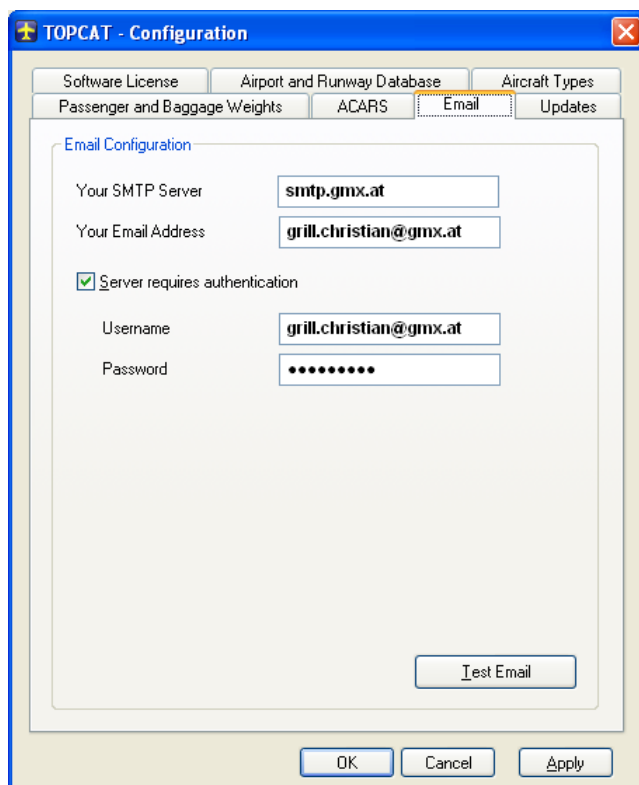 TOPCAT - Configuration
Software License Airport and Runway Database Aircraft Types
Passenger and Baggage Weights ACARS Email Updates
Email Configuration
Your SMTP Server smtp.gmx.at
Your Email Address grill.christian@gmx.at
Server requires authentication
Username grill.christian@gmx.at
Password •••••••••
Test Email
OK Cancel Apply